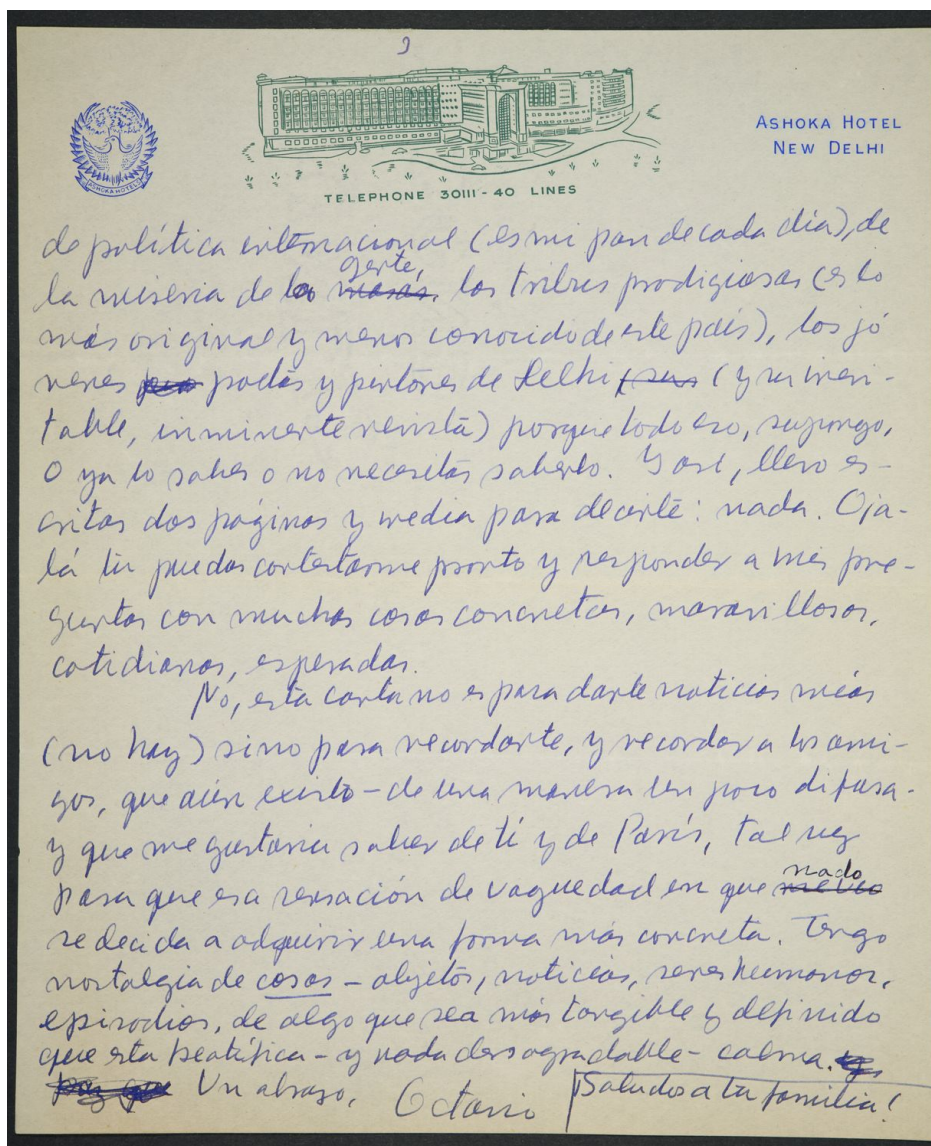 ASHOKA HOTEL
NEW DELHI
ASHOKA HOTEL
TELEPHONE 30111 - 40 LINES
de política internacional (es mi pan de cada día), de
la miseria de la gente, las tribus prodigiosas (es lo
más original y menos conocido de este país), los jó
venes poetas y pintores de Delhi (y su inevi-
table, inminente revista) porque todo eso, supongo,
o ya lo sabes o no necesitas saberlo. Y así, llevo es-
critas dos páginas y media para decirte: nada. Oja-
lá tú puedas contestarme pronto y responder a mis pre-
guntas con muchas cosas concretas, maravillosas,
cotidianas, esperadas.
No, esta carta no es para darte noticias mías
(no hay) sino para recordarte, y recordar a los ami-
gos, que aún existo - de una manera un poco difusa -
y que me gustaría saber de tí y de París, tal vez
para que esa sensación de vaguedad en que nado
se decida a adquirir una forma más concreta. Tengo
nostalgia de cosas - objetos, noticias, seres humanos,
episodios, de algo que sea más tangible y definido
que esta beatífica - y nada desagradable - calma.
Un abrazo, Octavio ¡Saludos a tu familia!